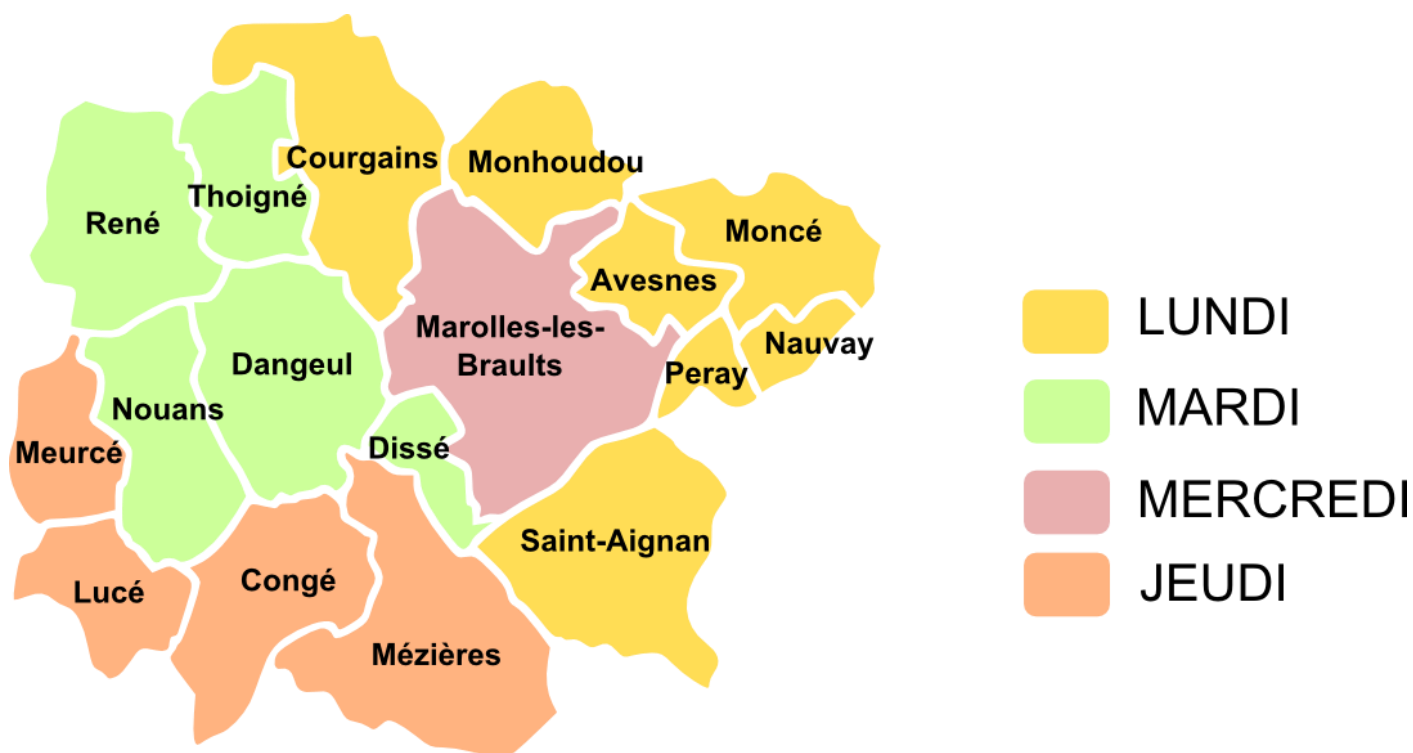 Courgains
Monhoudou
Thoigné
René
Moncé
Avesnes
Marolles-les-
Braults
Nauvay
Dangeul
Peray
Nouans
Meurcé
Dissé
Saint-Aignan
Lucé
Congé
Mézières
LUNDI
MARDI
MERCREDI
JEUDI